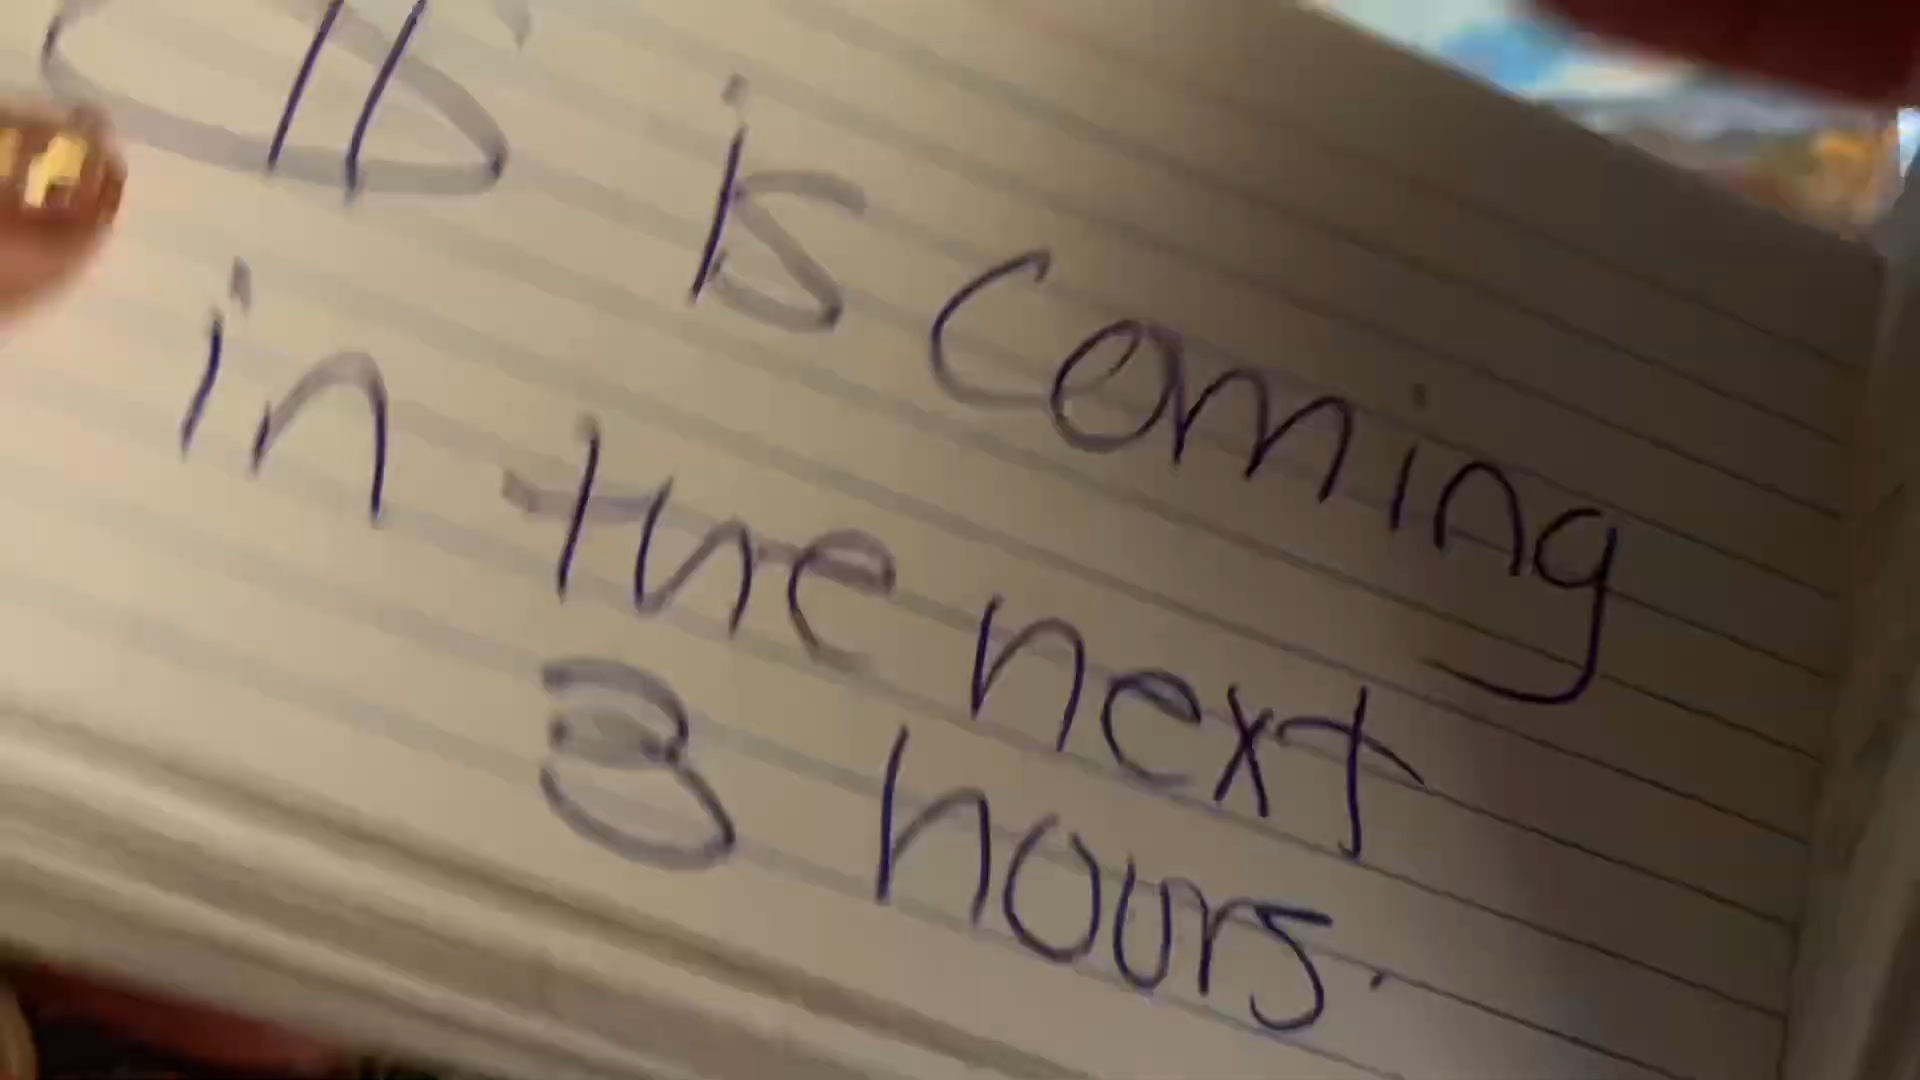 is coming
in the next
3 hours.